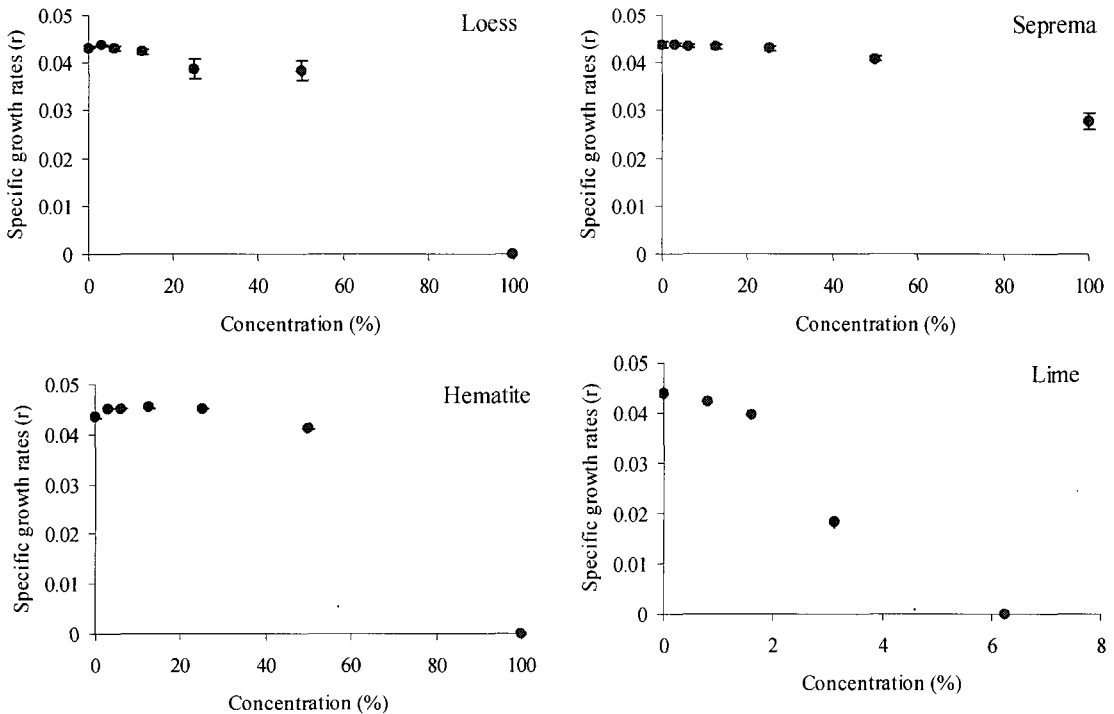 Loess
Specific growth rates (r)
0.05
0.04
0.03
0.02
0.01
0
0 20 40 60 80 100
Concentration (%)
Seprema
Specific growth rates (r)
0.05
0.04
0.03
0.02
0.01
0
0 20 40 60 80 100
Concentration (%)
Hematite
Specific growth rates (r)
0.05
0.04
0.03
0.02
0.01
0
0 20 40 60 80 100
Concentration (%)
Lime
Specific growth rates (r)
0.05
0.04
0.03
0.02
0.01
0
0 2 4 6 8
Concentration (%)